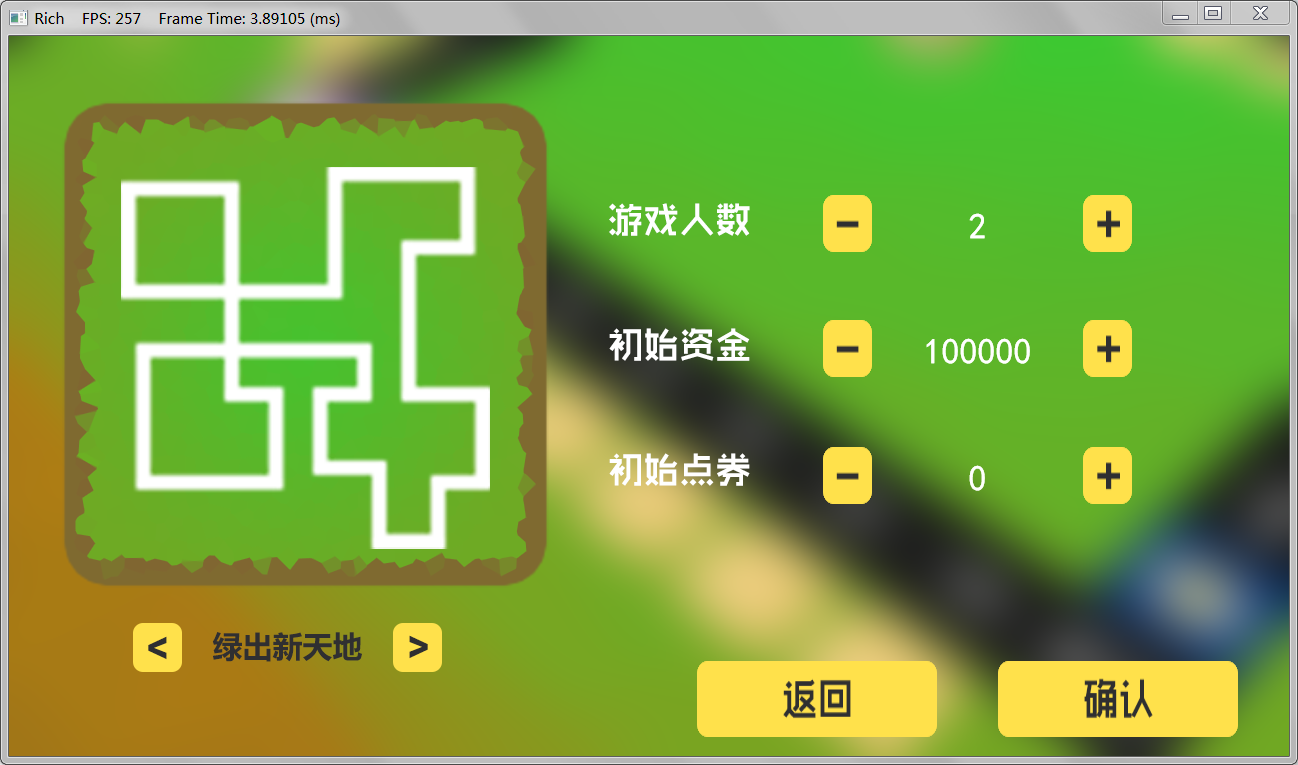 Rich FPS: 257 Frame Time: 3.89105 (ms)
游戏人数 - 2 +
初始资金 - 100000 +
初始点券 - 0 +
< 绿出新天地 >
返回 确认